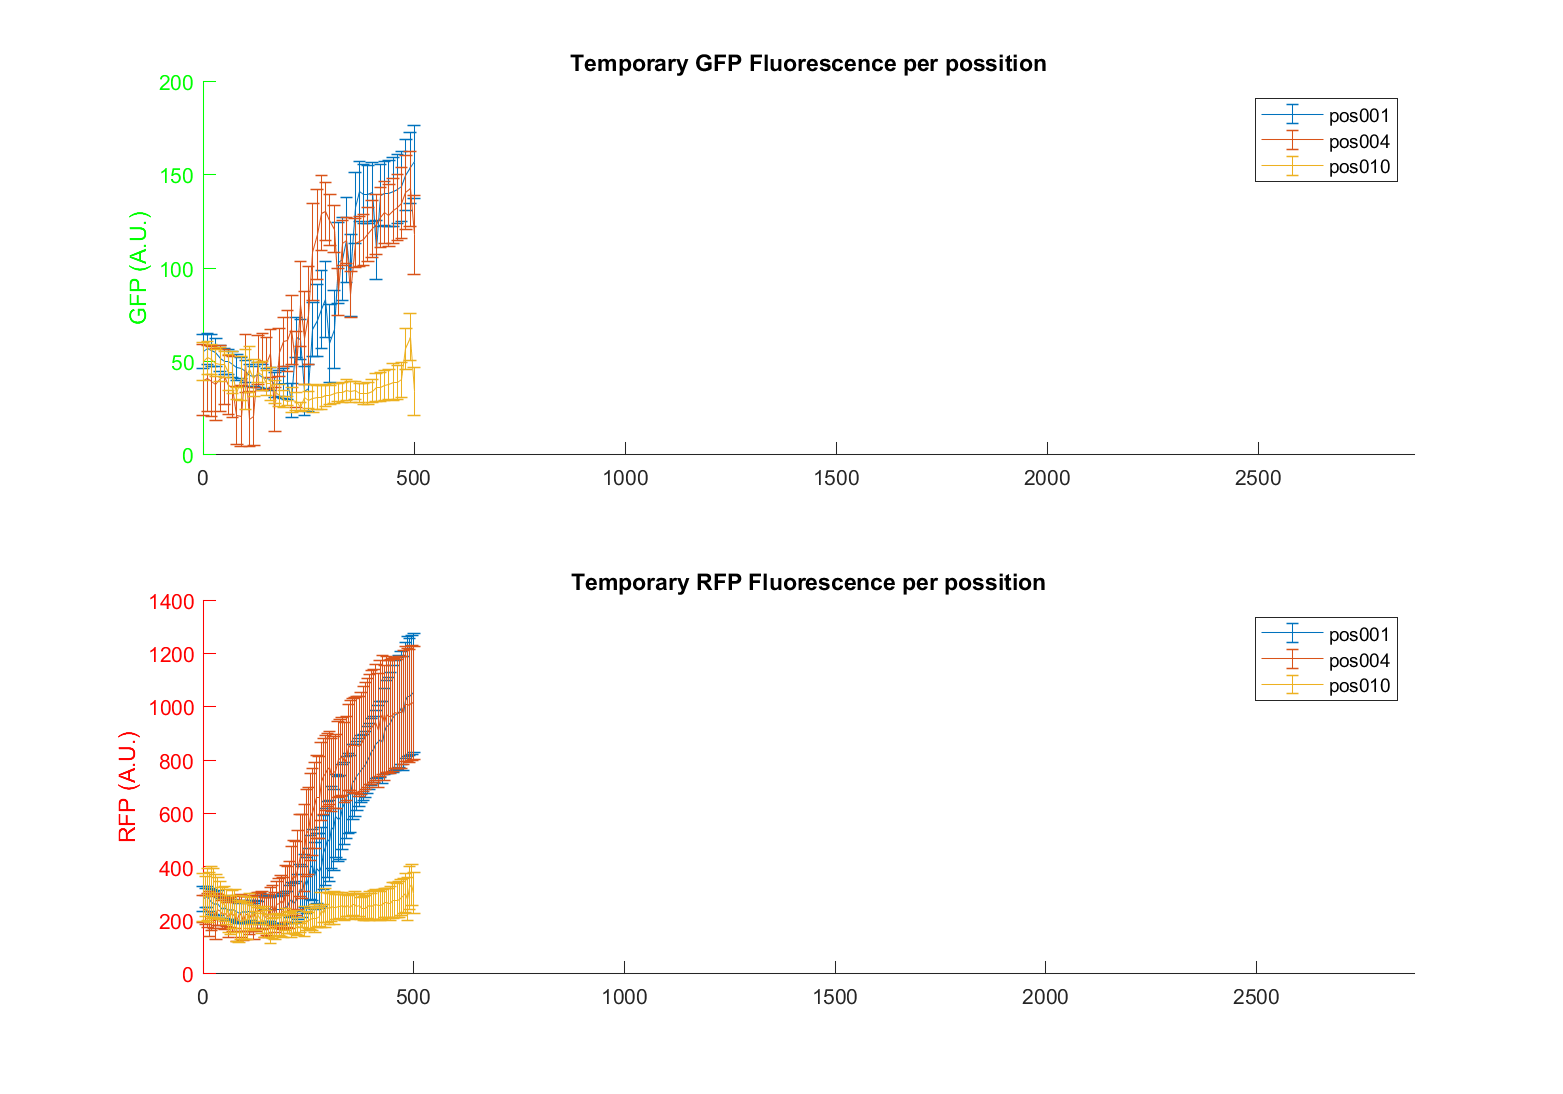 Temporary GFP Fluorescence per possition
GFP (A.U.)
200
150
100
50
0
0 500 1000 1500 2000 2500
pos001
pos004
pos010
Temporary RFP Fluorescence per possition
RFP (A.U.)
1400
1200
1000
800
600
400
200
0
0 500 1000 1500 2000 2500
pos001
pos004
pos010